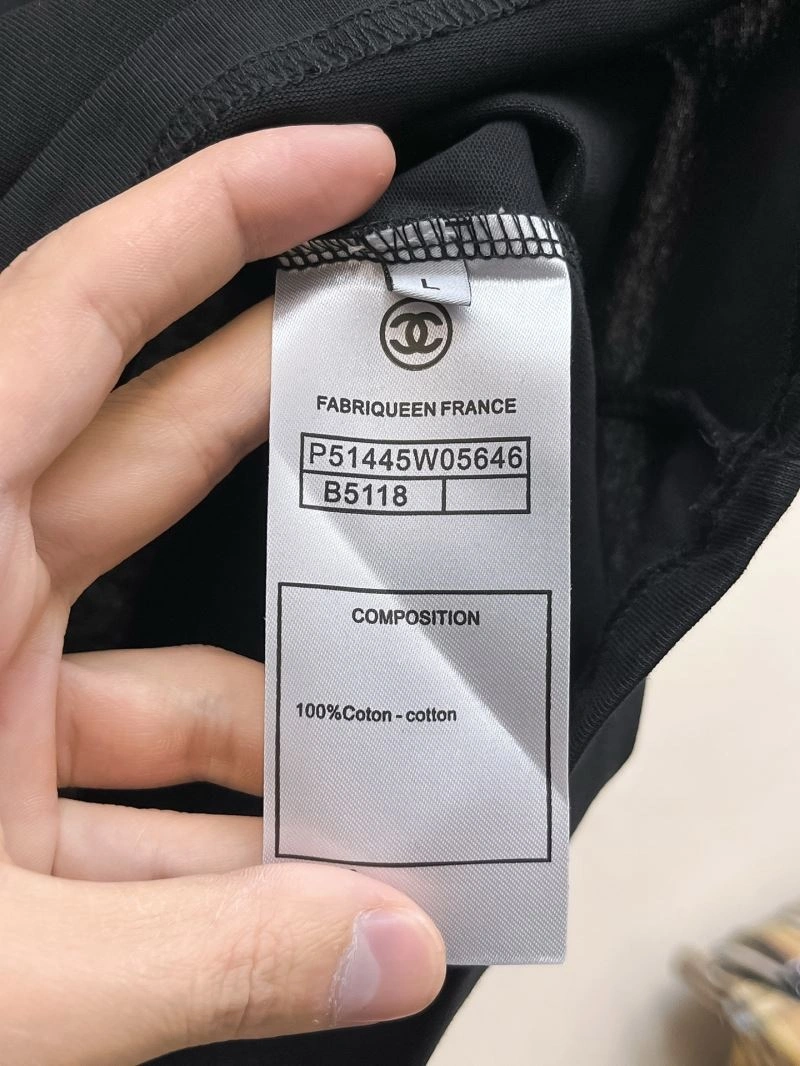 L
FABRIQUEEN FRANCE
P51445W05646
B5118
COMPOSITION
100%Coton - cotton